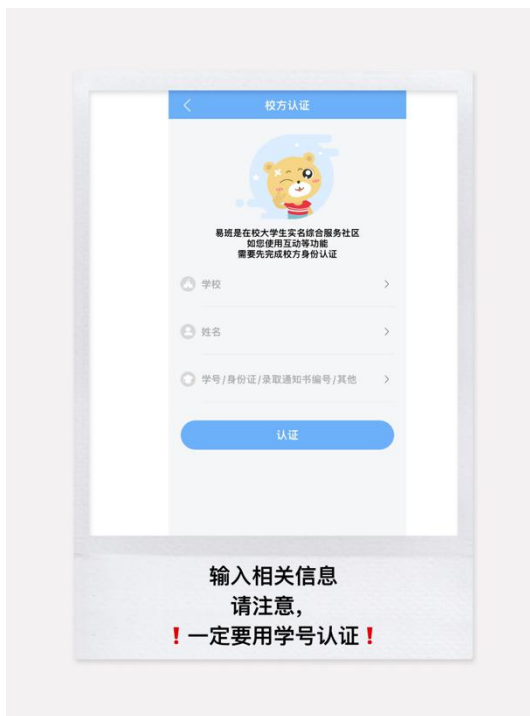 校方认证
易班是在校大学生实名综合服务社区
如您使用互动等功能
需要先完成校方身份认证
学校
姓名
学号/身份证/录取通知书编号/其他
认证
输入相关信息
请注意，
❗一定要用学号认证❗